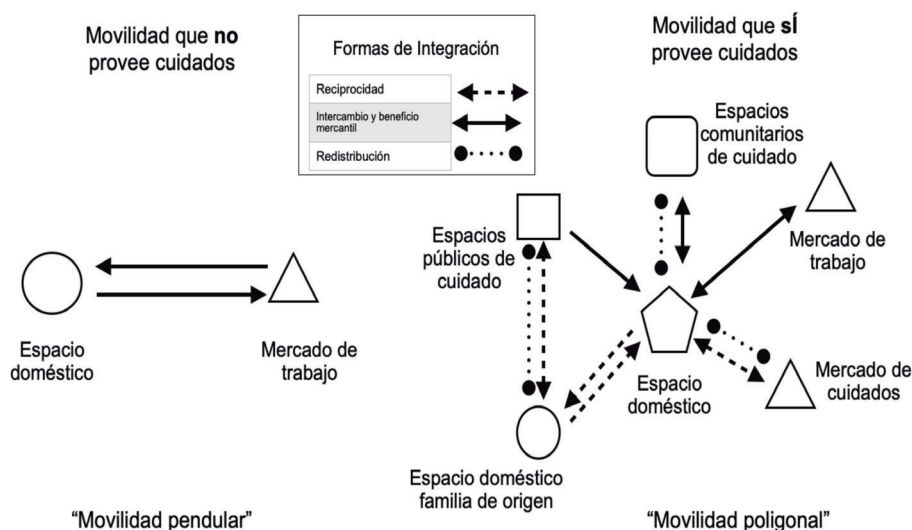 Movilidad que no
provee cuidados
Formas de Integración
Reciprocidad
Intercambio y beneficio
mercantil
Redistribución
Movilidad que sÍ
provee cuidados
Espacios
comunitarios
de cuidado
Espacios
públicos de
cuidado
Mercado de
trabajo
Espacio
doméstico
Mercado de
trabajo
Espacio
doméstico
Mercado de
cuidados
Espacio doméstico
familia de origen
“Movilidad pendular”
“Movilidad poligonal”